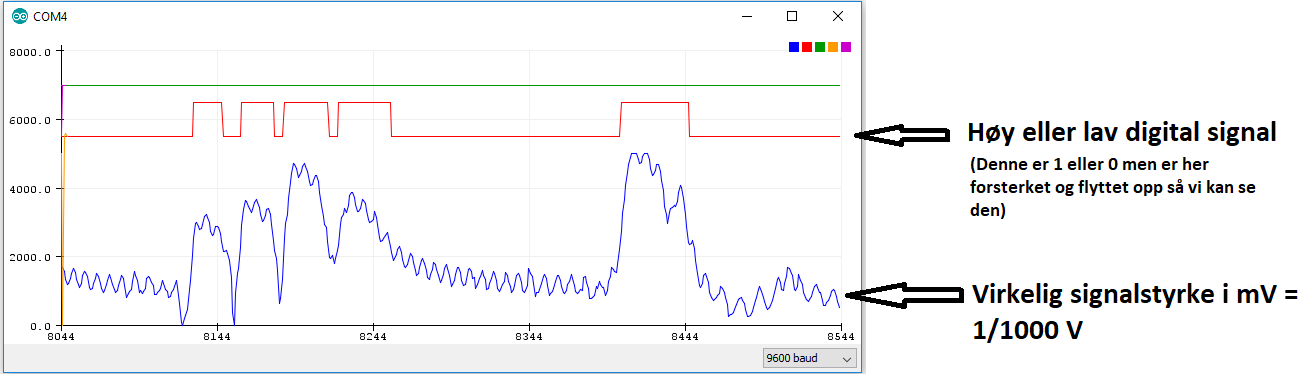 COM4
8000.0
6000.0
4000.0
2000.0
0.0
8044
8144
8244
8344
8444
8544
9600 baud
Høy eller lav digital signal
(Denne er 1 eller 0 men er her
forsterket og flyttet opp så vi kan se
den)
Virkelig signalstyrke i mV =
1/1000 V